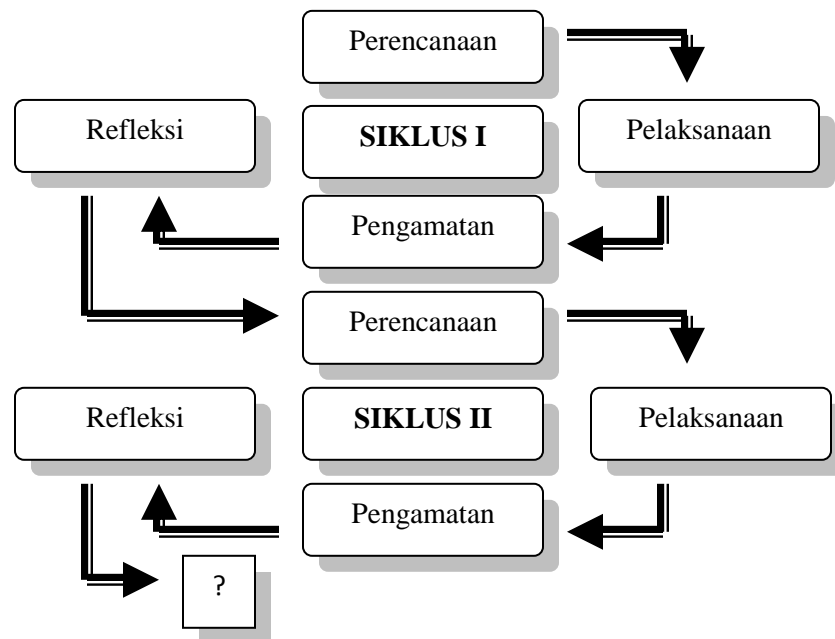 Perencanaan
Refleksi
SIKLUS I
Pelaksanaan
Pengamatan
Perencanaan
Refleksi
SIKLUS II
Pelaksanaan
Pengamatan
?